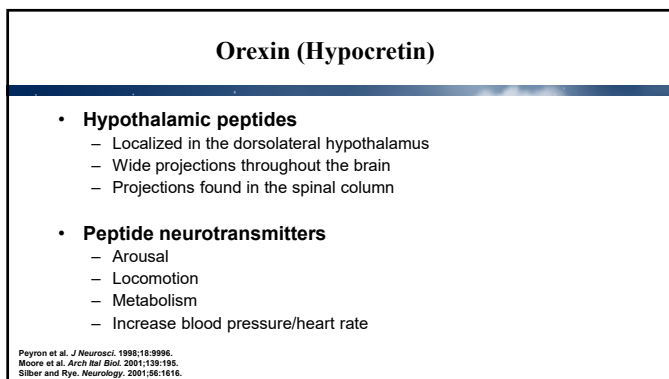 Orexin (Hypocretin)
• Hypothalamic peptides
– Localized in the dorsolateral hypothalamus
– Wide projections throughout the brain
– Projections found in the spinal column
• Peptide neurotransmitters
– Arousal
– Locomotion
– Metabolism
– Increase blood pressure/heart rate
Peyron et al. J Neurosci. 1998;18:9996.
Moore et al. Arch Ital Biol. 2001;139:195.
Silber and Rye. Neurology. 2001;56:1616.